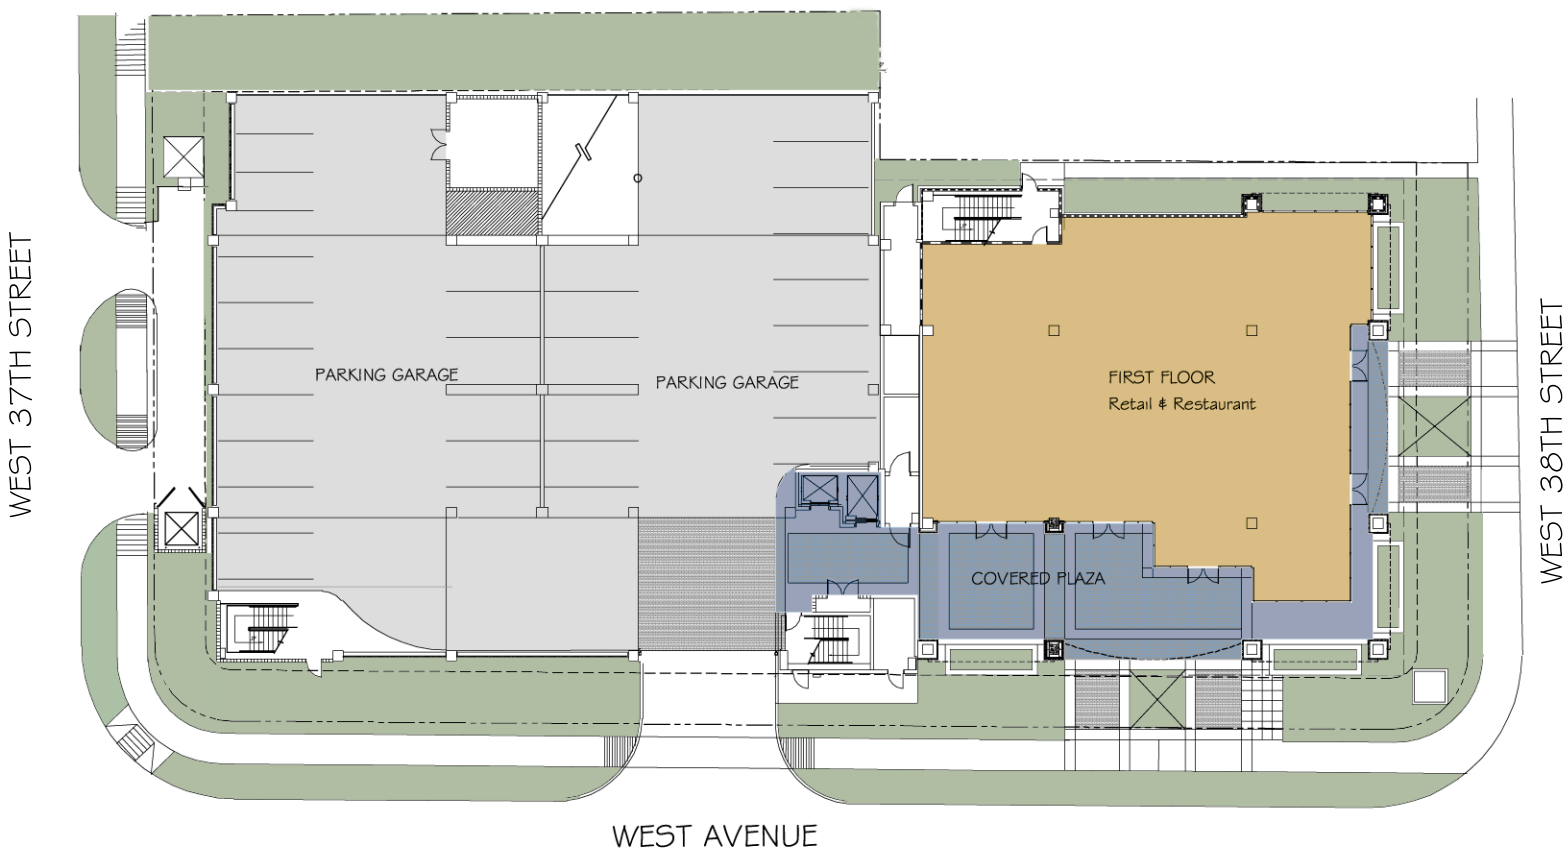 WEST 37TH STREET
PARKING GARAGE
PARKING GARAGE
FIRST FLOOR
Retail & Restaurant
COVERED PLAZA
WEST 38TH STREET
WEST AVENUE